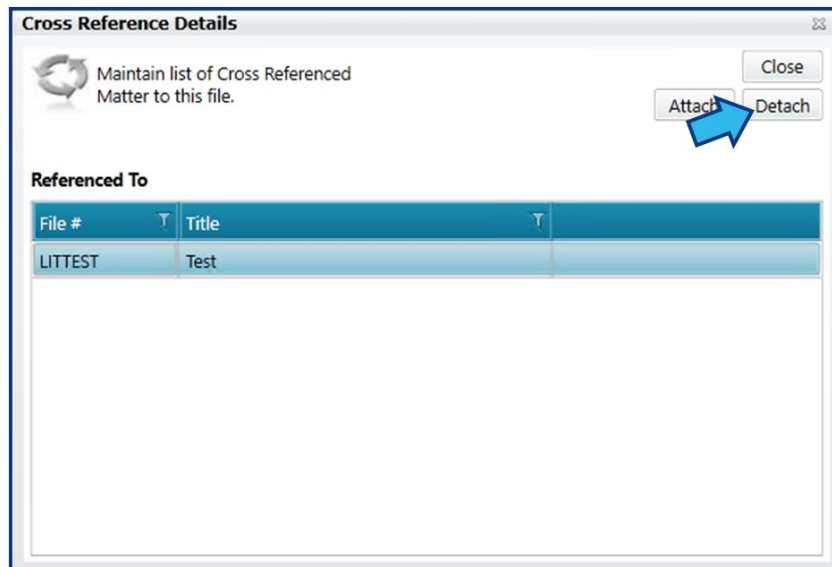 Cross Reference Details
Maintain list of Cross Referenced
Matter to this file.
Close
Attach Detach
Referenced To
File # Title
LITTEST Test